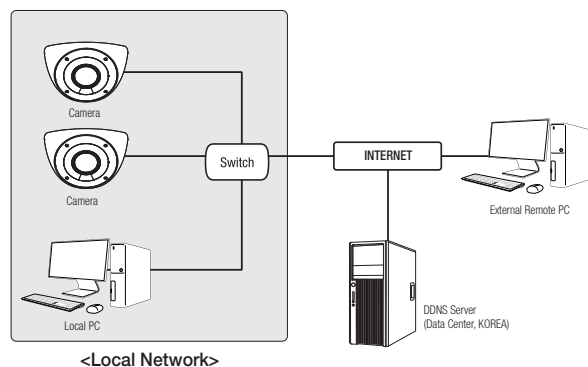 Camera
Camera
Local PC
Switch
INTERNET
External Remote PC
DDNS Server
(Data Center, KOREA)
<Local Network>